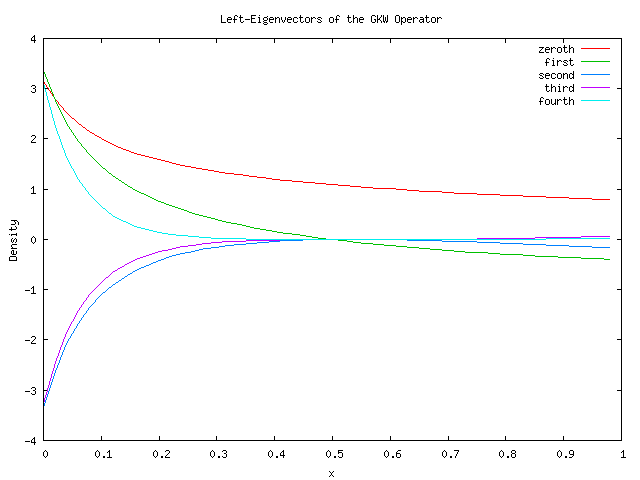 Left-Eigenvectors of the GKW Operator
zeroth
first
second
third
fourth
4
3
2
1
0
-1
-2
-3
-4
Density
0 0.1 0.2 0.3 0.4 0.5 0.6 0.7 0.8 0.9 1
x